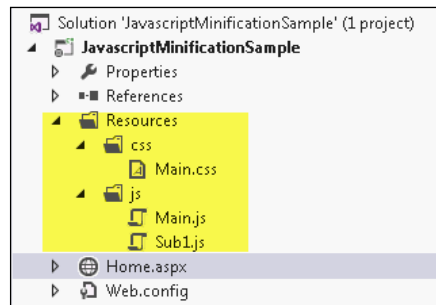 Solution 'JavascriptMinificationSample' (1 project)
JavascriptMinificationSample
Properties
References
Resources
css
Main.css
js
Main.js
Sub1.js
Home.aspx
Web.config